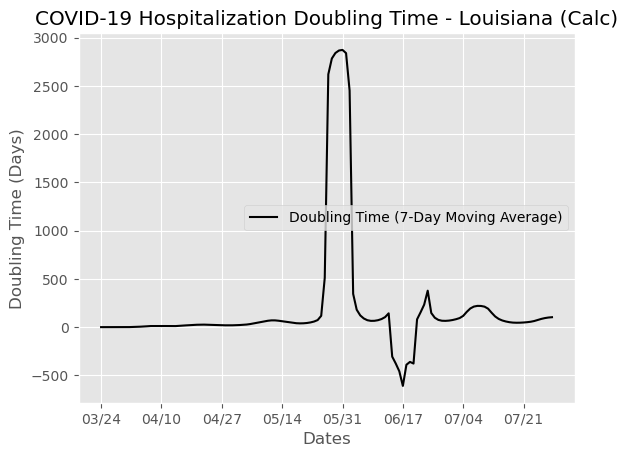 COVID-19 Hospitalization Doubling Time - Louisiana (Calc)
3000
2500
2000
1500
1000
500
0
−500
Doubling Time (Days)
Doubling Time (7-Day Moving Average)
03/24 04/10 04/27 05/14 05/31 06/17 07/04 07/21
Dates